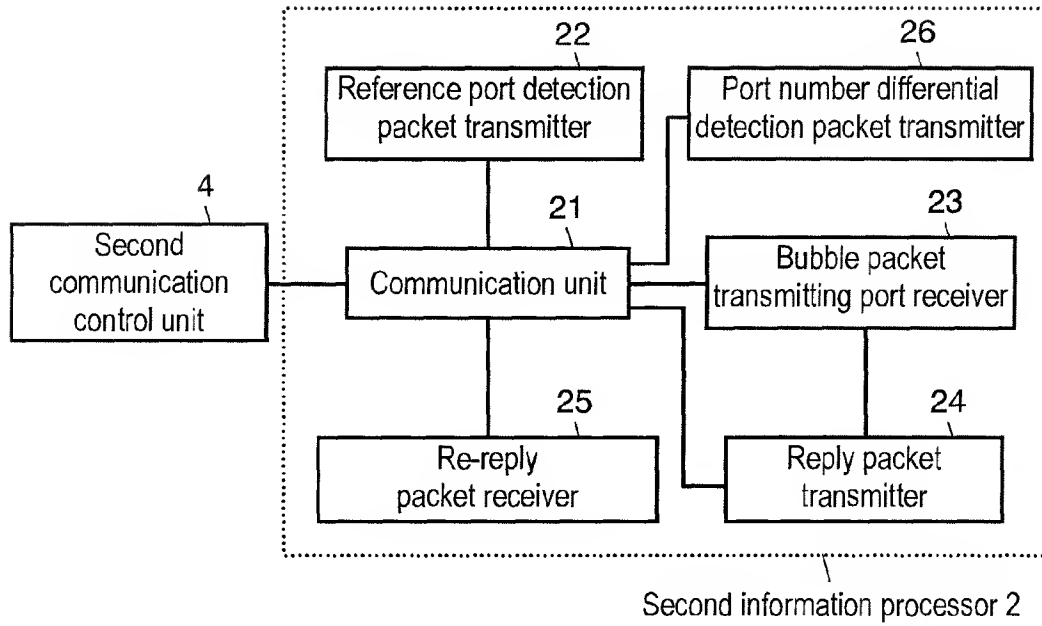 22
Reference port detection
packet transmitter
26
Port number differential
detection packet transmitter
4
Second
communication
control unit
21
Communication unit
23
Bubble packet
transmitting port receiver
25
Re-reply
packet receiver
24
Reply packet
transmitter
Second information processor 2